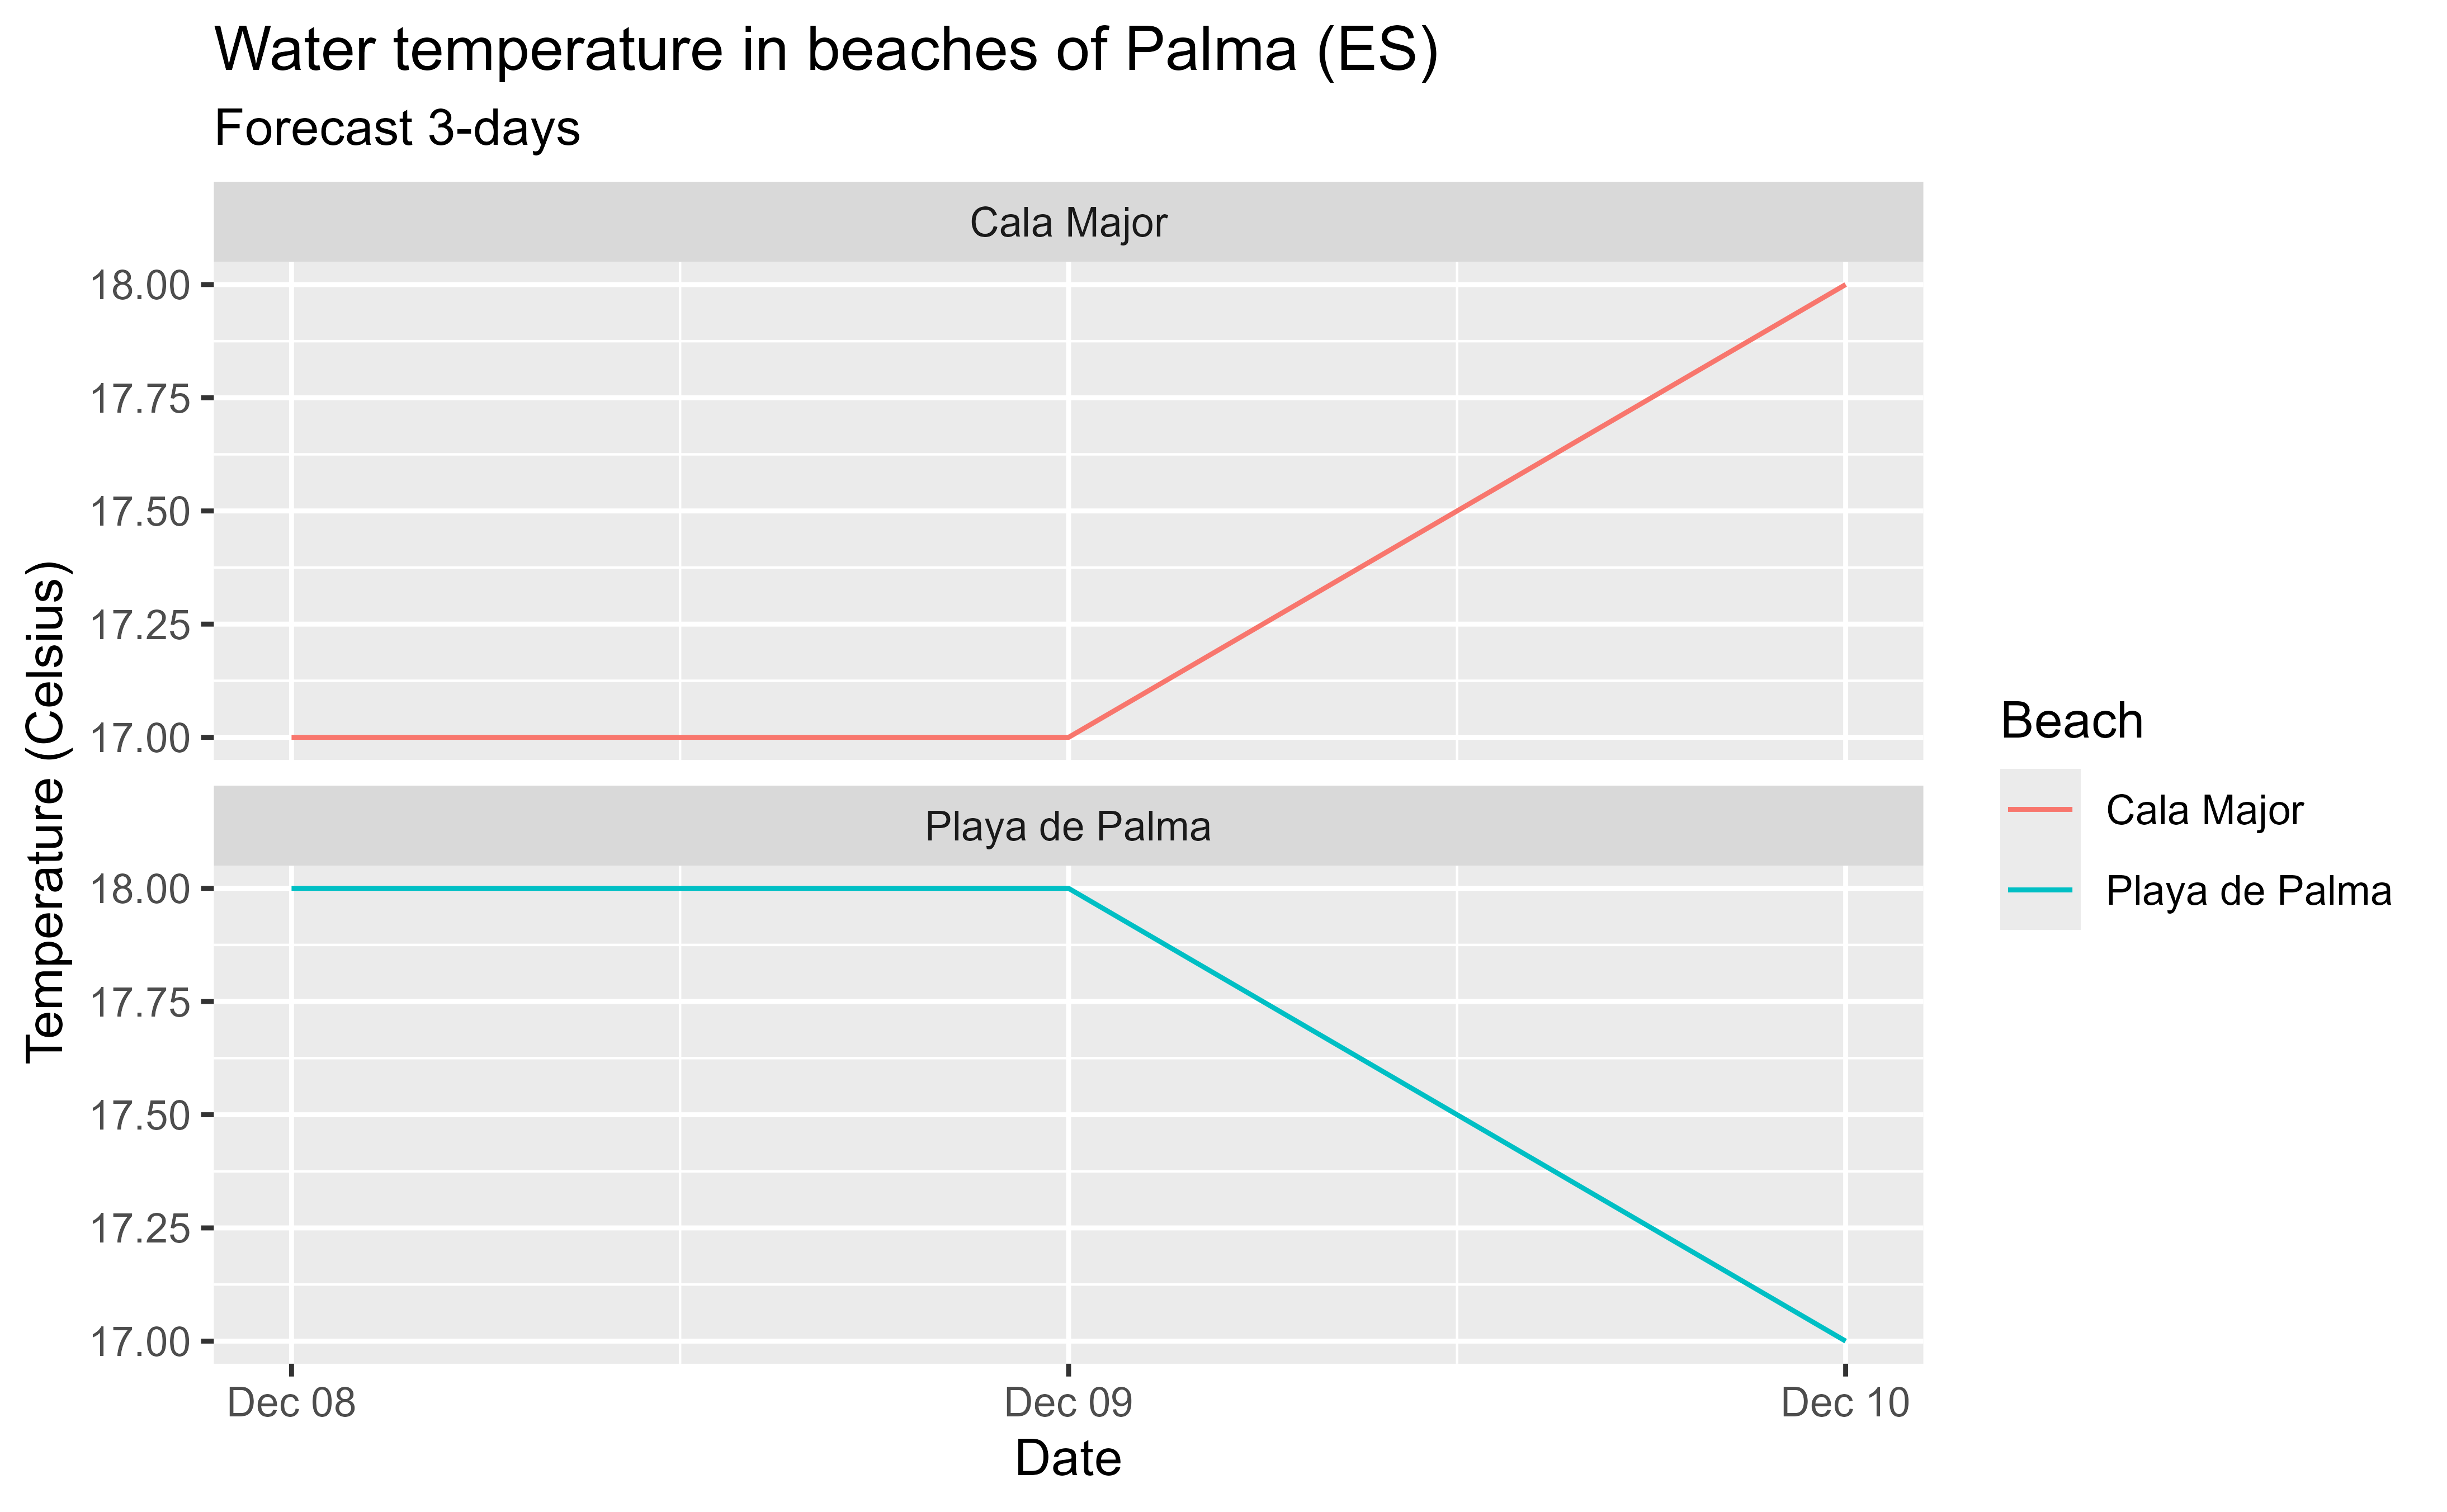 Water temperature in beaches of Palma (ES)
Forecast 3-days
Cala Major
18.00
17.75
17.50
17.25
17.00
Playa de Palma
18.00
17.75
17.50
17.25
17.00
Temperature (Celsius)
Dec 08
Dec 09
Dec 10
Date
Beach
Cala Major
Playa de Palma